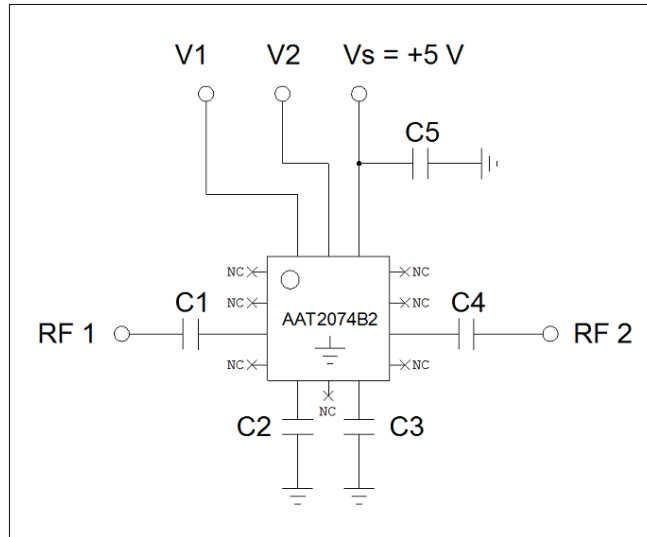 V1 V2 Vs = +5 V
C5
NC NC
NC NC
C1 C4
AAT2074B2
RF 1 RF 2
NC NC
NC
C2 C3